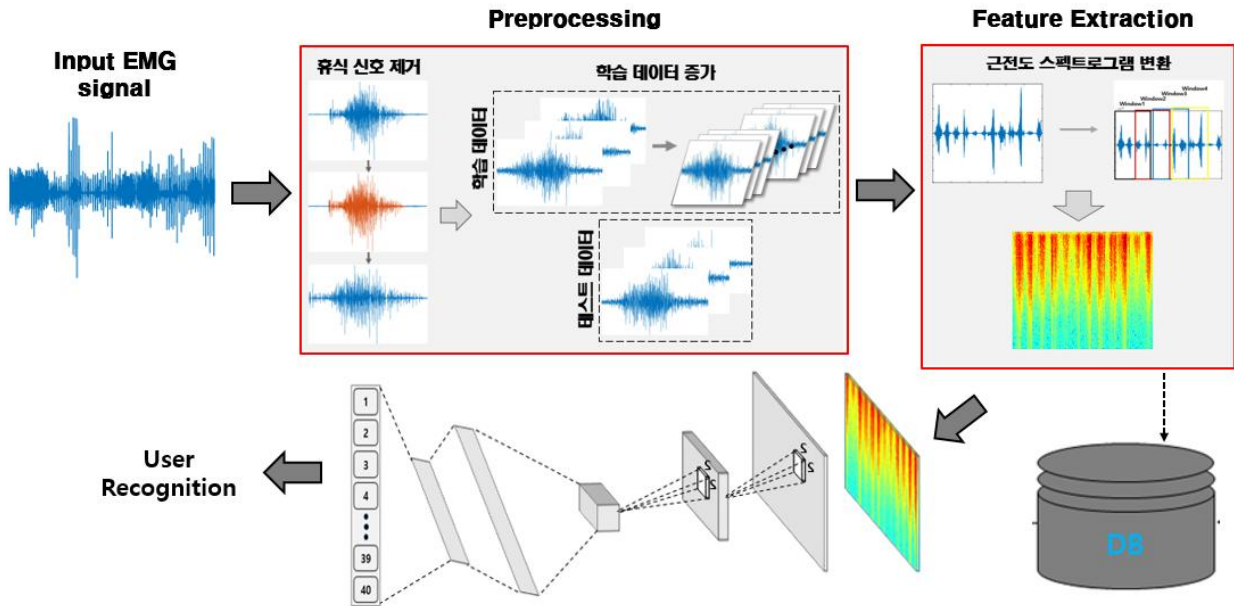 Preprocessing
Feature Extraction
Input EMG
signal
휴식 신호 제거
학습 데이터 증가
학습 데이터
테스트 데이터
근전도 스펙트로그램 변환
Window1
Window2
Window3
Window4
1
2
3
4
39
40
2
2
2
2
User
Recognition
DB